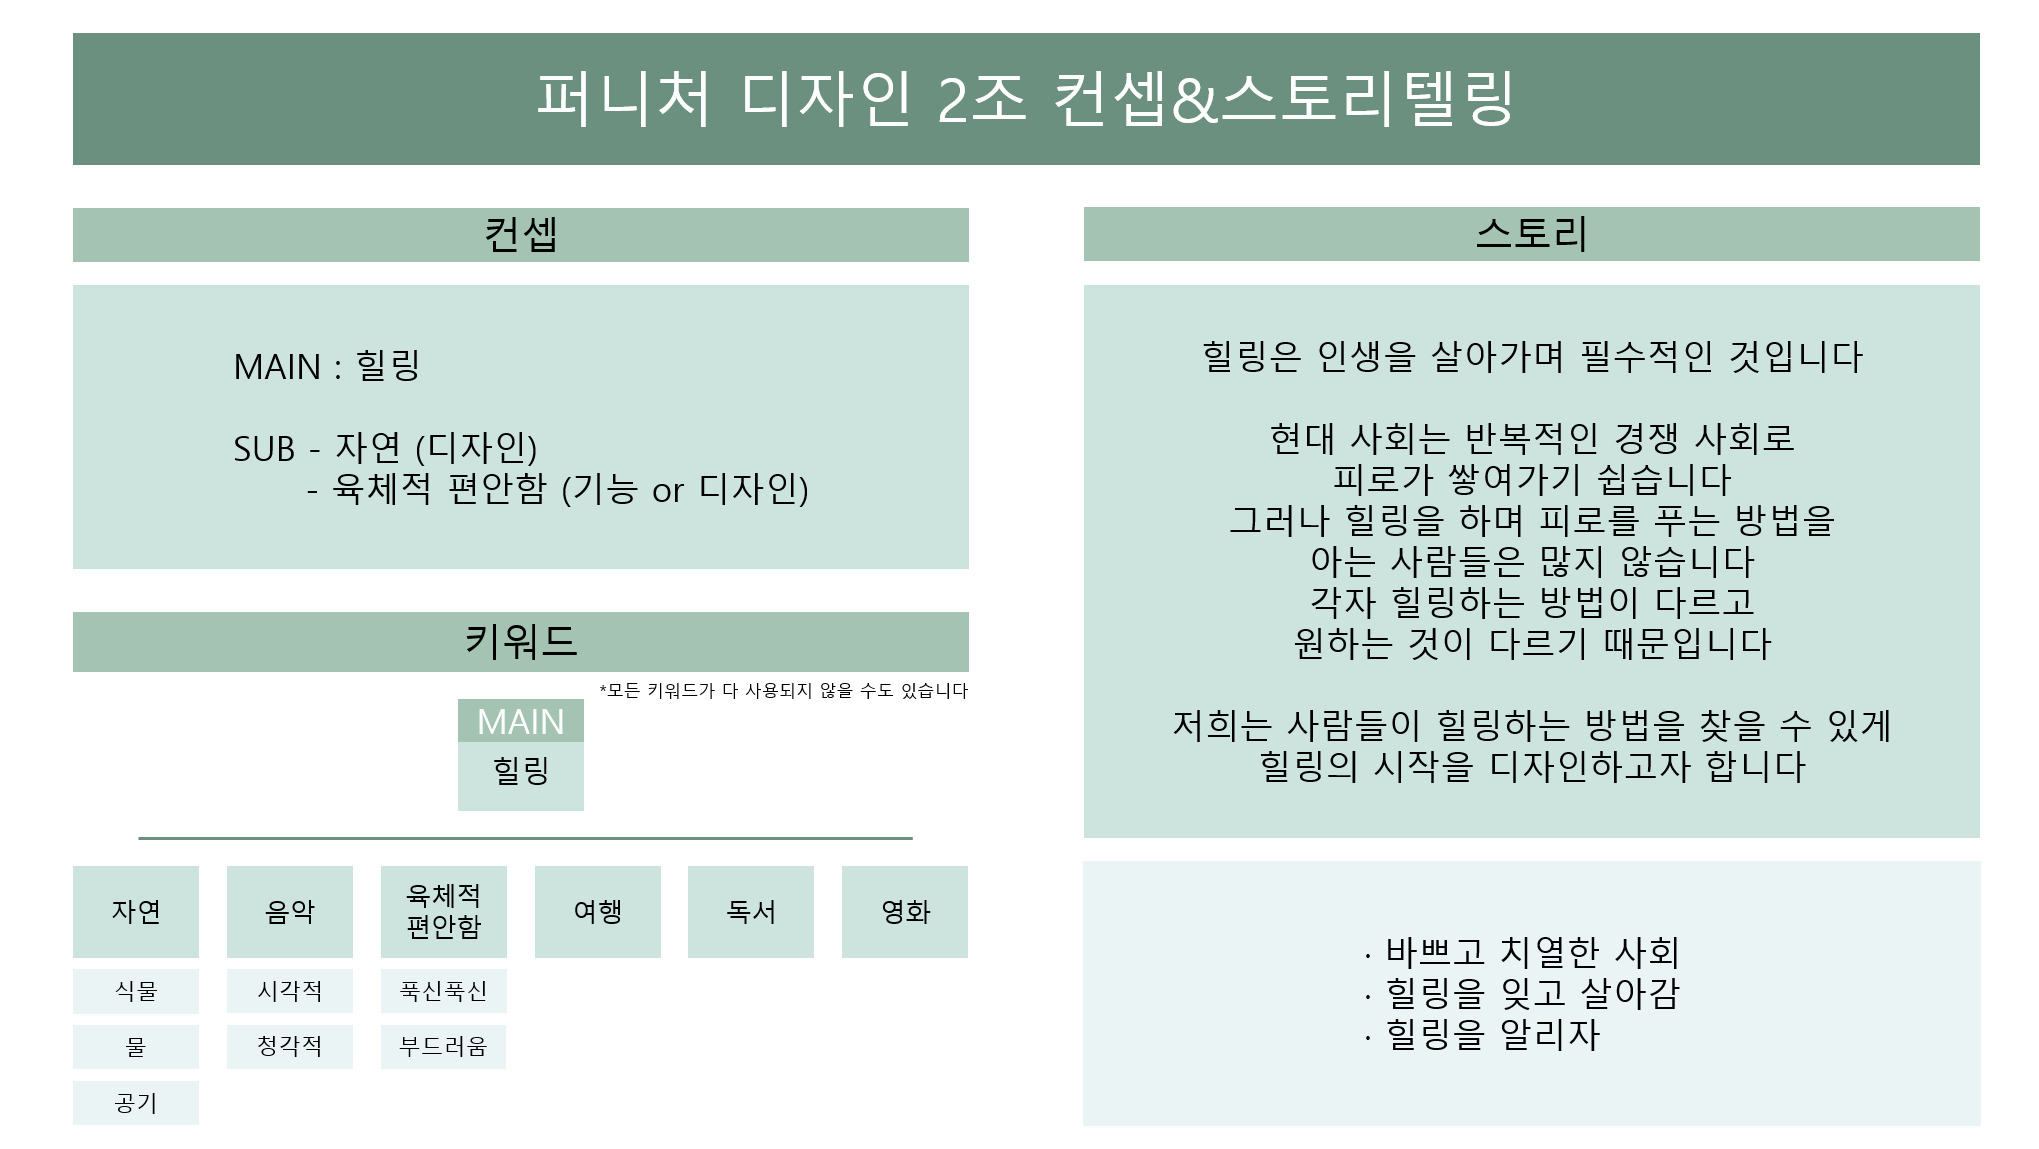 퍼니처 디자인 2조 컨셉&스토리텔링
컨셉
MAIN : 힐링
SUB - 자연 (디자인)
- 육체적 편안함 (기능 or 디자인)
키워드
*모든 키워드가 다 사용되지 않을 수도 있습니다
MAIN
힐링
자연
식물
물
공기
음악
시각적
청각적
육체적
편안함
푹신푹신
부드러움
여행
독서
영화
스토리
힐링은 인생을 살아가며 필수적인 것입니다
현대 사회는 반복적인 경쟁 사회로
피로가 쌓여가기 쉽습니다
그러나 힐링을 하며 피로를 푸는 방법을
아는 사람들은 많지 않습니다
각자 힐링하는 방법이 다르고
원하는 것이 다르기 때문입니다
저희는 사람들이 힐링하는 방법을 찾을 수 있게
힐링의 시작을 디자인하고자 합니다
· 바쁘고 치열한 사회
· 힐링을 잊고 살아감
· 힐링을 알리자